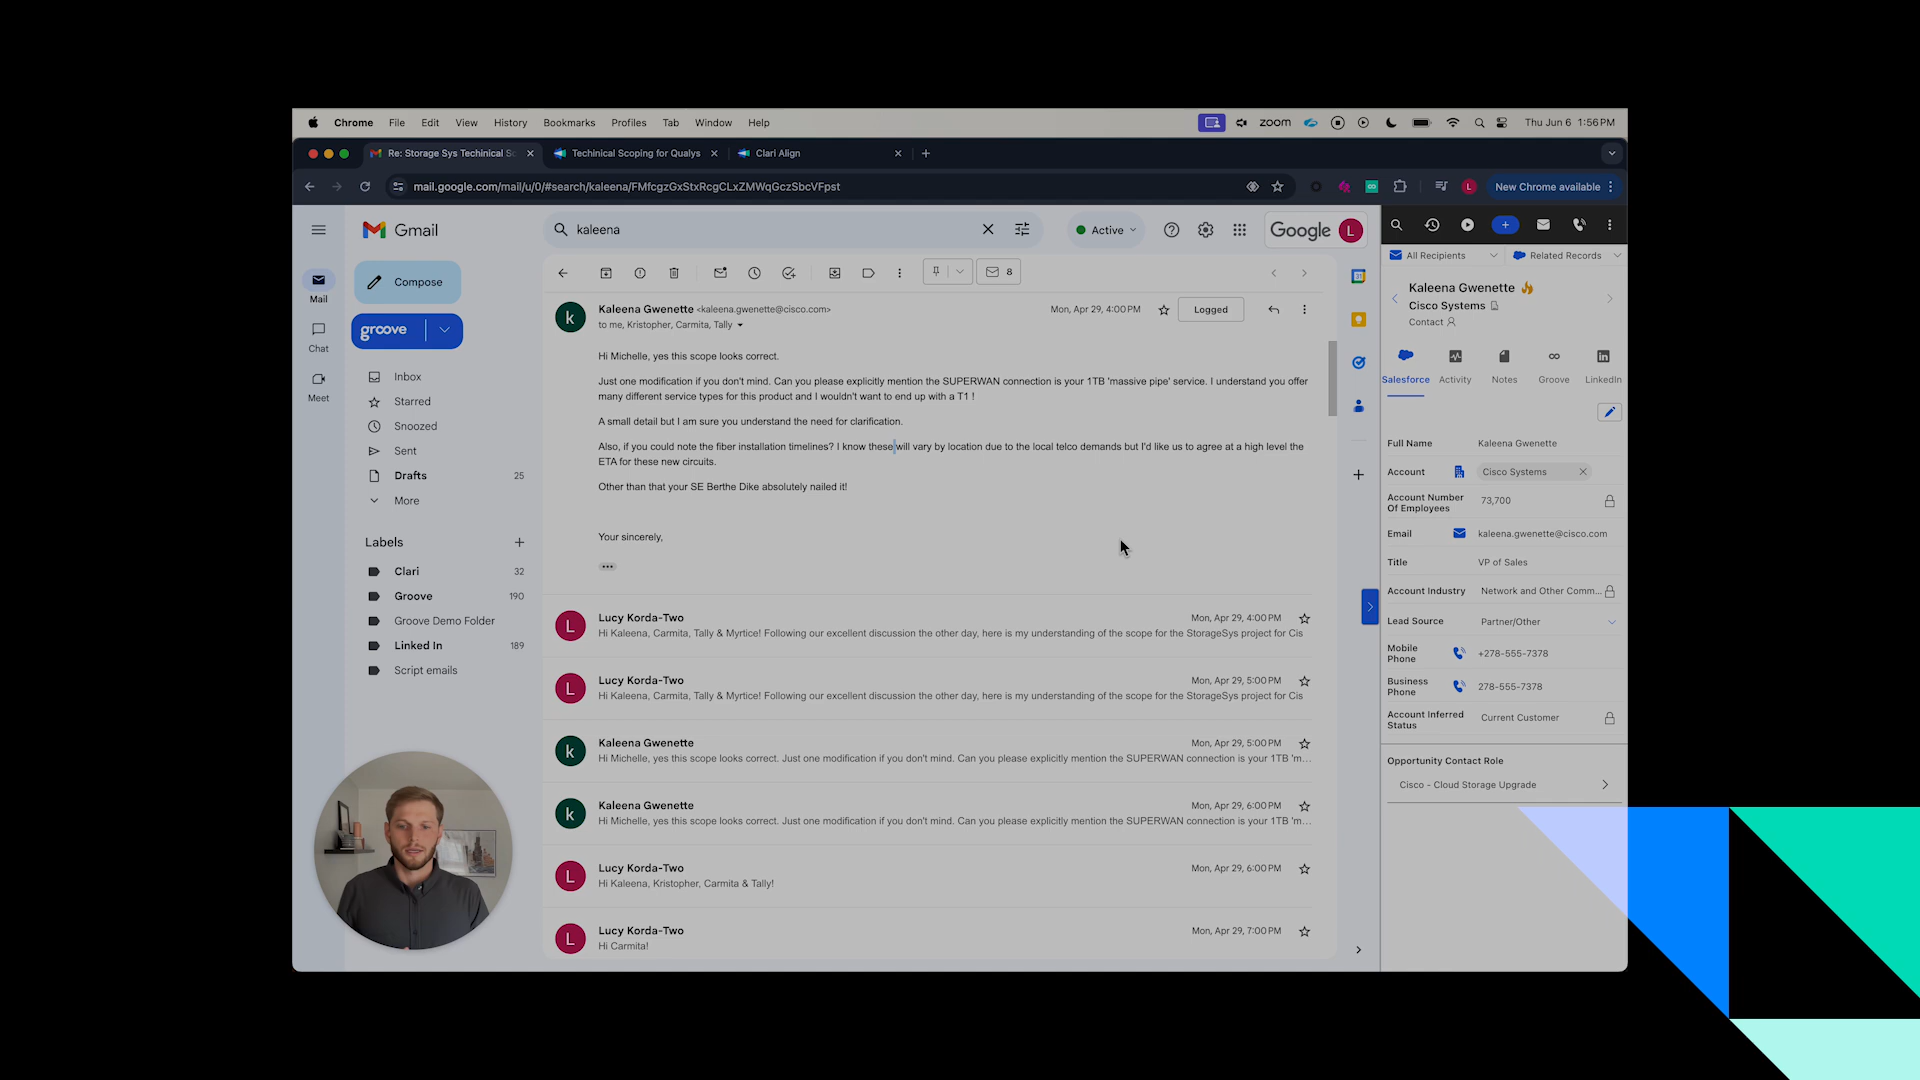 Chrome File Edit View History Bookmarks Profiles Tab Window Help
zoom Thu Jun 6 1:56PM
Re: Storage Sys Techinical Sc
Techinical Scoping for Qualys
Clari Align
mail.google.com/mail/u/0/#search/kaleena/FMfcgzGxStxRcgCLxZMWqGczSbcVFpst
L
New Chrome available
Gmail
kaleena
Active
Google
L
Compose
groove
Mail
Chat
Meet
Inbox
Starred
Snoozed
Sent
Drafts 25
More
Labels
Clari 32
Groove 190
Groove Demo Folder
Linked In 189
Script emails
8
k
Kaleena Gwenette <kaleena.gwenette@cisco.com>
Mon, Apr 29, 4:00PM
Logged
to me, Kristopher, Carmita, Tally
Hi Michelle, yes this scope looks correct.
Just one modification if you don't mind. Can you please explicitly mention the SUPERWAN connection is your 1TB 'massive pipe' service. I understand you offer
many different service types for this product and I wouldn't want to end up with a T1 !
A small detail but I am sure you understand the need for clarification.
Also, if you could note the fiber installation timelines? I know these will vary by location due to the local telco demands but I'd like us to agree at a high level the
ETA for these new circuits.
Other than that your SE Berthe Dike absolutely nailed it!
Your sincerely,
L
Lucy Korda-Two Mon, Apr 29, 4:00PM
Hi Kaleena, Carmita, Tally & Myrtice! Following our excellent discussion the other day, here is my understanding of the scope for the StorageSys project for Cis
L
Lucy Korda-Two Mon, Apr 29, 5:00PM
Hi Kaleena, Carmita, Tally & Myrtice! Following our excellent discussion the other day, here is my understanding of the scope for the StorageSys project for Cis
k
Kaleena Gwenette Mon, Apr 29, 5:00PM
Hi Michelle, yes this scope looks correct. Just one modification if you don't mind. Can you please explicitly mention the SUPERWAN connection is your 1TB 'm...
k
Kaleena Gwenette Mon, Apr 29, 6:00PM
Hi Michelle, yes this scope looks correct. Just one modification if you don't mind. Can you please explicitly mention the SUPERWAN connection is your 1TB 'm...
L
Lucy Korda-Two Mon, Apr 29, 6:00PM
Hi Kaleena, Kristopher, Carmita & Tally!
L
Lucy Korda-Two Mon, Apr 29, 7:00PM
Hi Carmita!
All Recipients
Related Records
Kaleena Gwenette
Cisco Systems
Contact
Salesforce Activity Notes Groove LinkedIn
Full Name Kaleena Gwenette
Account Cisco Systems
Account Number
Of Employees 73,700
Email kaleena.gwenette@cisco.com
Title VP of Sales
Account Industry Network and Other Comm...
Lead Source Partner/Other
Mobile
Phone +278-555-7378
Business
Phone 278-555-7378
Account Inferred
Status Current Customer
Opportunity Contact Role
Cisco - Cloud Storage Upgrade